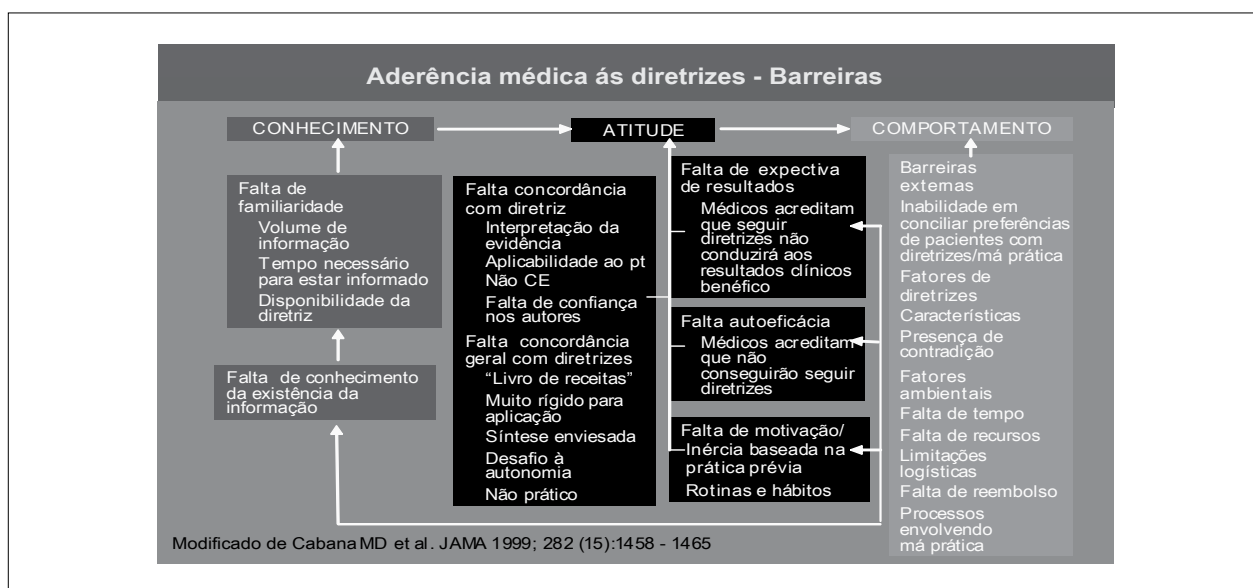 Aderência médica ás diretrizes - Barreiras
CONHECIMENTO
ATITUDE
COMPORTAMENTO
Falta de
familiaridade
Volume de
informação
Tempo necessário
para estar informado
Disponibilidade da
diretriz
Falta de conhecimento
da existência da
informação
Falta concordância
com diretriz
Interpretação da
evidência
Aplicabilidade ao pt
Não CE
Falta de confiança
nos autores
Falta concordância
geral com diretrizes
“Livro de receitas”
Muito rígido para
aplicação
Síntese enviesada
Desafio à
autonomia
Não prático
Falta de expectiva
de resultados
Médicos acreditam
que seguir
diretrizes não
conduzirá aos
resultados clínicos
benéfico
Falta autoeficácia
Médicos acreditam
que não
conseguirão seguir
diretrizes
Falta de motivação/
Inércia baseada na
prática prévia
Rotinas e hábitos
Barreiras
externas
Inabilidade em
conciliar preferências
de pacientes com
diretrizes/má prática
Fatores de
diretrizes
Características
Presença de
contradição
Fatores
ambientais
Falta de tempo
Falta de recursos
Limitações
logísticas
Falta de reembolso
Processos
envolvendo
má prática
Modificado de Cabana MD et al. JAMA 1999; 282 (15):1458 - 1465